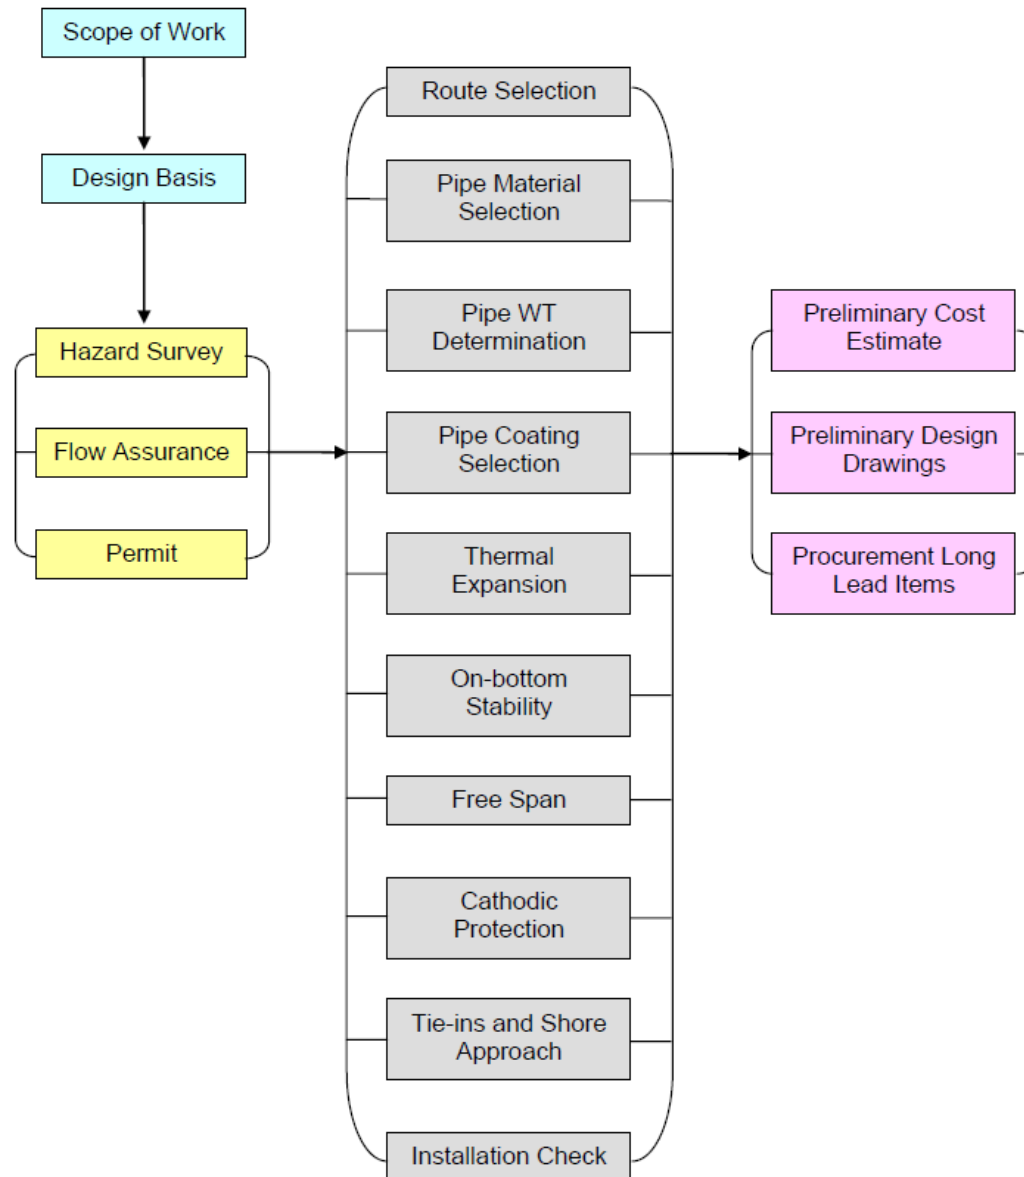 Scope of Work
Design Basis
Hazard Survey
Flow Assurance
Permit
Route Selection
Pipe Material
Selection
Pipe WT
Determination
Pipe Coating
Selection
Thermal
Expansion
On-bottom
Stability
Free Span
Cathodic
Protection
Tie-ins and Shore
Approach
Installation Check
Preliminary Cost
Estimate
Preliminary Design
Drawings
Procurement Long
Lead Items